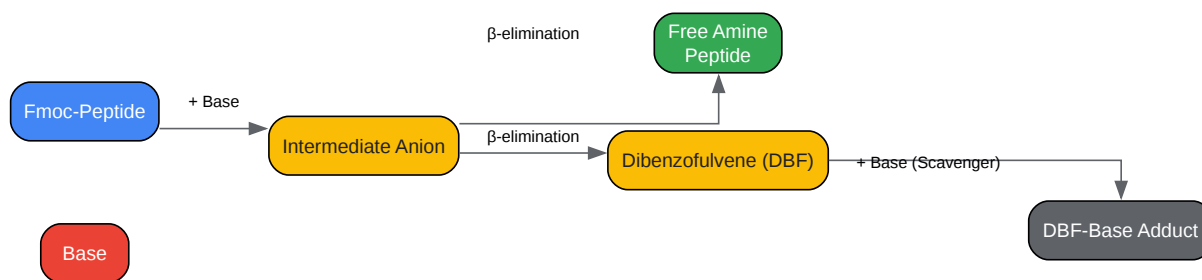 β-elimination
Free Amine
Peptide
Fmoc-Peptide
+ Base
Intermediate Anion
β-elimination
Dibenzofulvene (DBF)
+ Base (Scavenger)
DBF-Base Adduct
Base